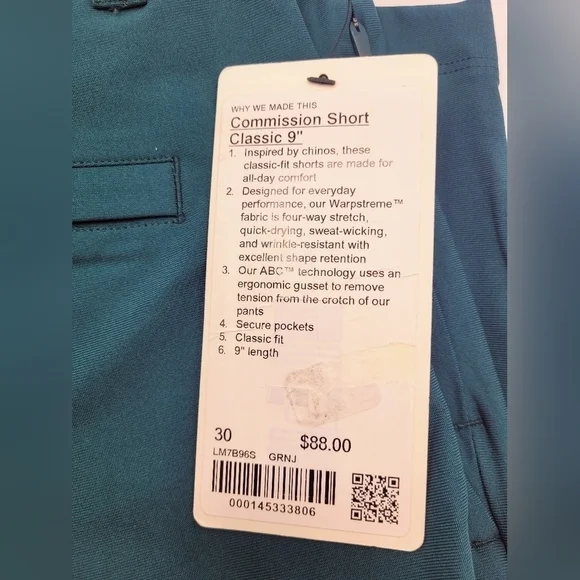 WHY WE MADE THIS
Commission Short
Classic 9"
1. Inspired by chinos, these
classic-fit shorts are made for
all-day comfort
2. Designed for everyday
performance, our Warpstreme™
fabric is four-way stretch,
quick-drying, sweat-wicking,
and wrinkle-resistant with
excellent shape retention
3. Our ABC™ technology uses an
ergonomic gusset to remove
tension from the crotch of our
pants
4. Secure pockets
5. Classic fit
6. 9" length
30 $88.00
LM7B96S GRNJ
000145333806